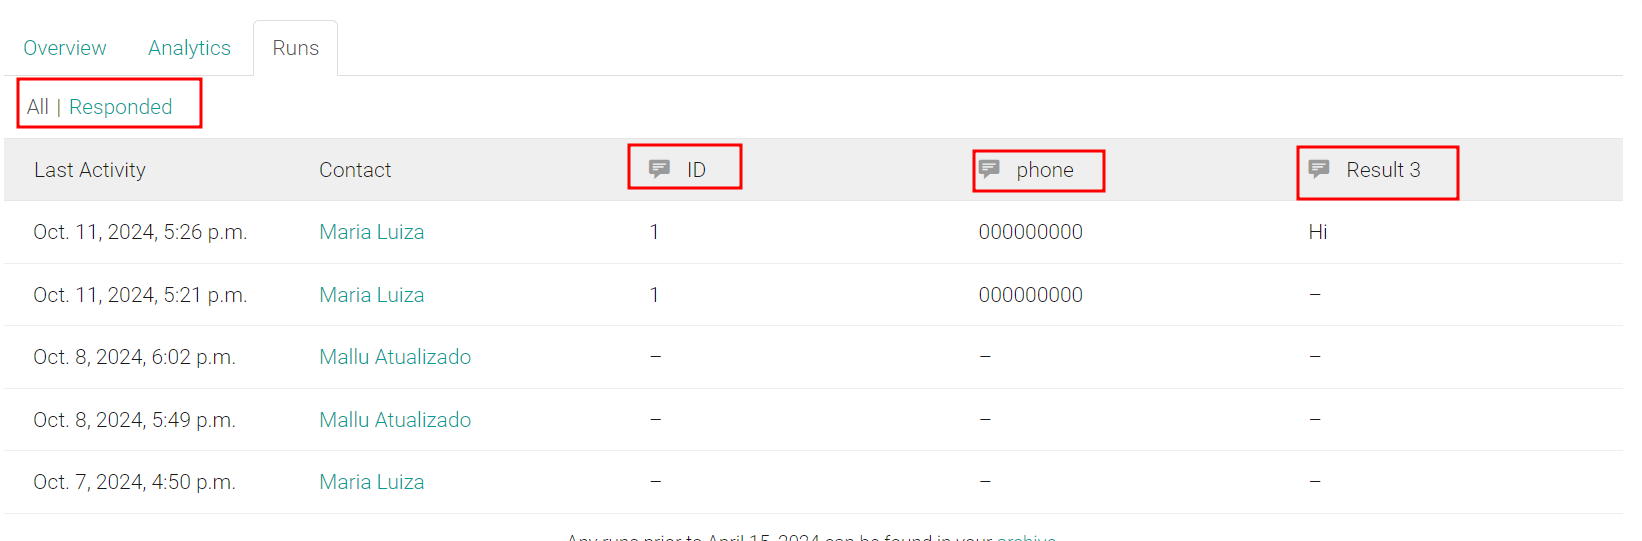 Overview Analytics Runs
All | Responded
Last Activity Contact ID phone Result 3
Oct. 11, 2024, 5:26 p.m. Maria Luiza 1 000000000 Hi
Oct. 11, 2024, 5:21 p.m. Maria Luiza 1 000000000 –
Oct. 8, 2024, 6:02 p.m. Mallu Atualizado – – –
Oct. 8, 2024, 5:49 p.m. Mallu Atualizado – – –
Oct. 7, 2024, 4:50 p.m. Maria Luiza – – –
Any runs prior to April 15, 2024 can be found in your archive